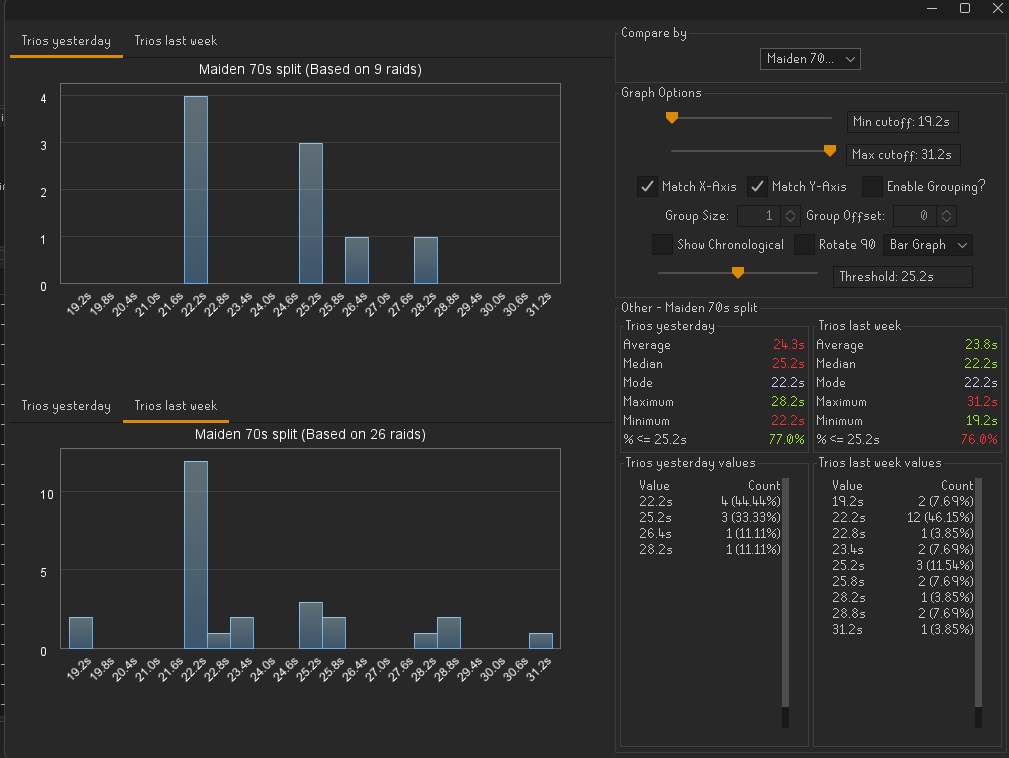 Trios yesterday Trios last week
Maiden 70s split (Based on 9 raids)
4
3
2
1
0
19.2s 19.8s 20.4s 21.0s 21.6s 22.2s 22.8s 23.4s 24.0s 24.6s 25.2s 25.8s 26.4s 27.0s 27.6s 28.2s 28.8s 29.4s 30.0s 30.6s 31.2s
Trios yesterday Trios last week
Maiden 70s split (Based on 26 raids)
10
5
0
19.2s 19.8s 20.4s 21.0s 21.6s 22.2s 22.8s 23.4s 24.0s 24.6s 25.2s 25.8s 26.4s 27.0s 27.6s 28.2s 28.8s 29.4s 30.0s 30.6s 31.2s
Compare by
Maiden 70...
Graph Options
Min cutoff: 19.2s
Max cutoff: 31.2s
Match X-Axis Match Y-Axis Enable Grouping?
Group Size: 1 Group Offset: 0
Show Chronological Rotate 90 Bar Graph
Threshold: 25.2s
Other - Maiden 70s split
Trios yesterday
Average 24.3s
Median 25.2s
Mode 22.2s
Maximum 28.2s
Minimum 22.2s
% <= 25.2s 77.0%
Trios last week
Average 23.8s
Median 22.2s
Mode 22.2s
Maximum 31.2s
Minimum 19.2s
% <= 25.2s 76.0%
Trios yesterday values
Value Count
22.2s 4 (44.44%)
25.2s 3 (33.33%)
26.4s 1 (11.11%)
28.2s 1 (11.11%)
Trios last week values
Value Count
19.2s 2 (7.69%)
22.2s 12 (46.15%)
22.8s 1 (3.85%)
23.4s 2 (7.69%)
25.2s 3 (11.54%)
25.8s 2 (7.69%)
28.2s 1 (3.85%)
28.8s 2 (7.69%)
31.2s 1 (3.85%)